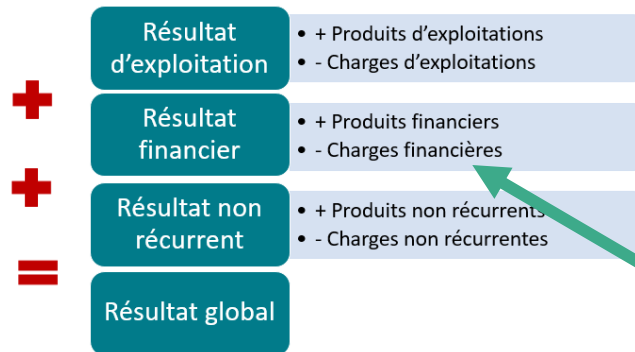 Résultat
d'exploitation
• + Produits d'exploitations
• - Charges d'exploitations
Résultat
financier
• + Produits financiers
• - Charges financières
Résultat non
récurrent
• + Produits non récurrents
• - Charges non récurrentes
Résultat global